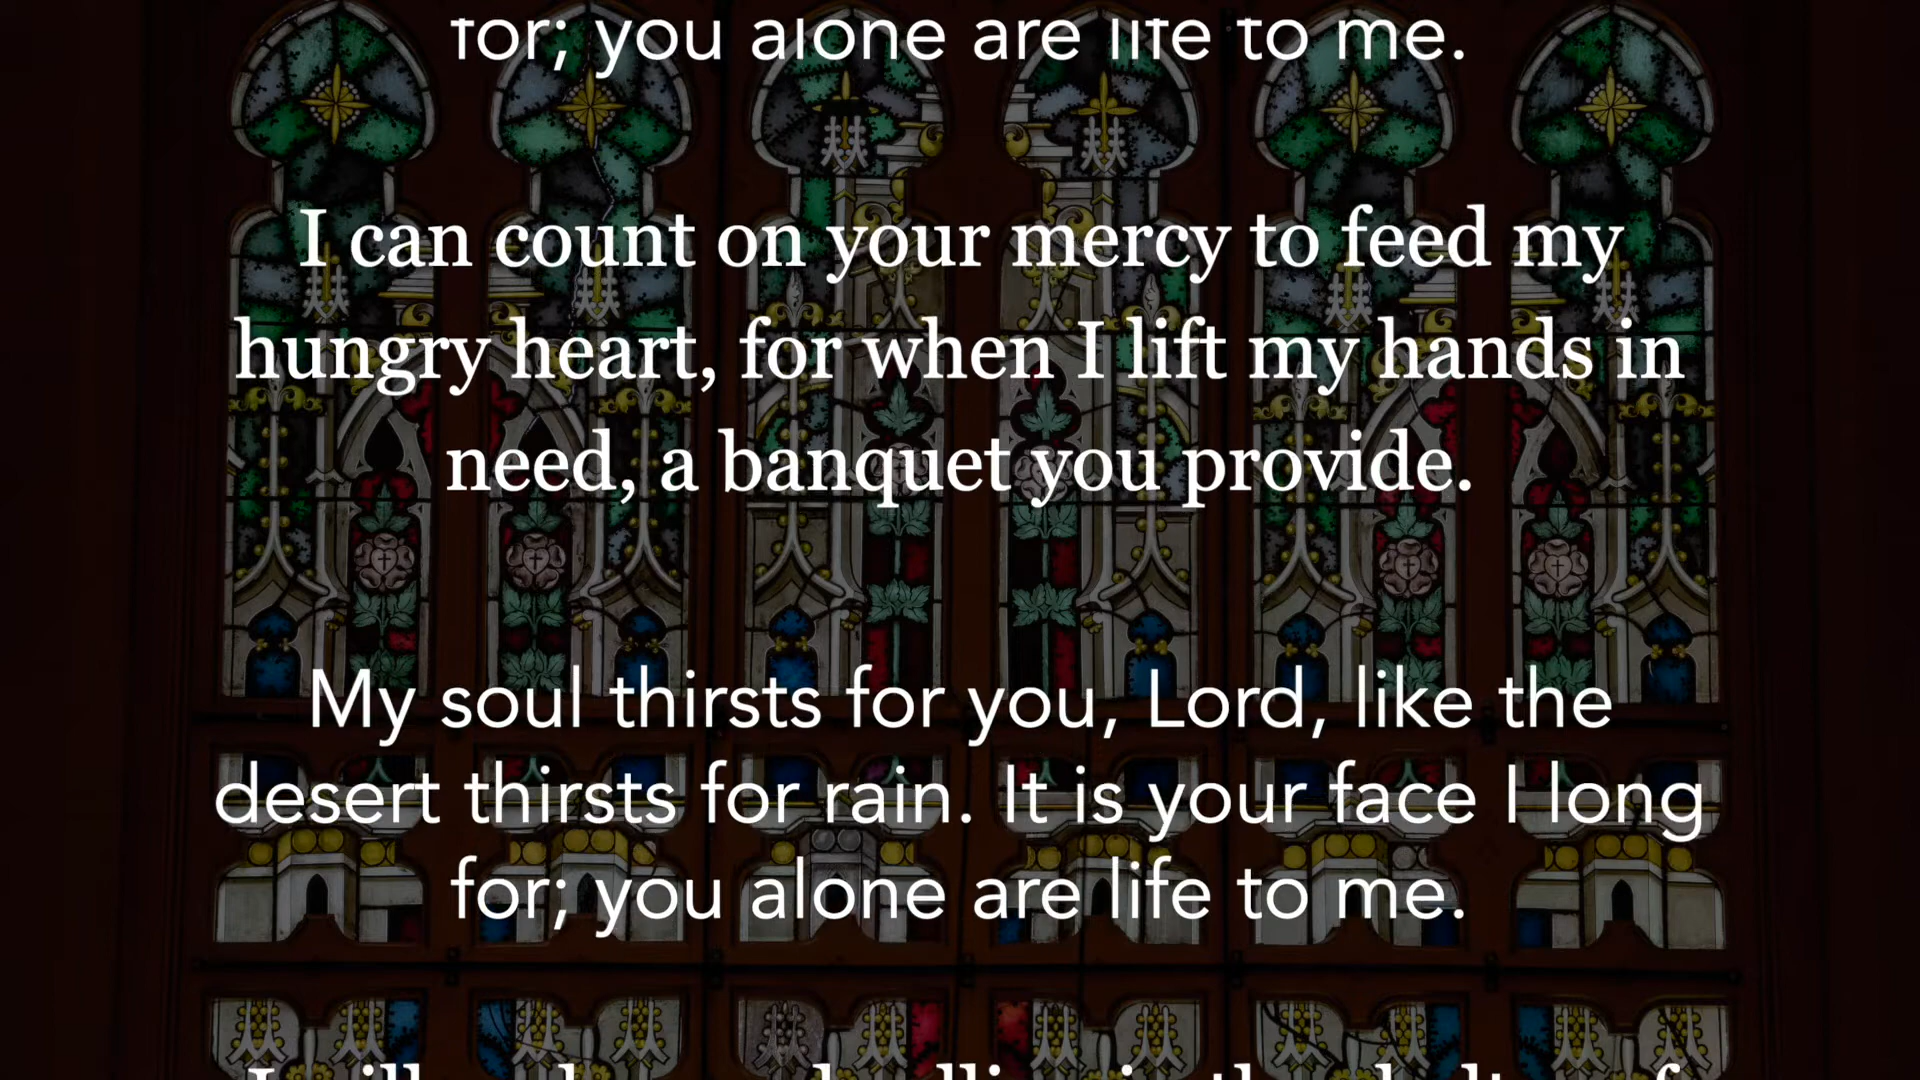 for; you alone are life to me.
I can count on your mercy to feed my
hungry heart, for when I lift my hands in
need, a banquet you provide.
My soul thirsts for you, Lord, like the
desert thirsts for rain. It is your face I long
for; you alone are life to me.